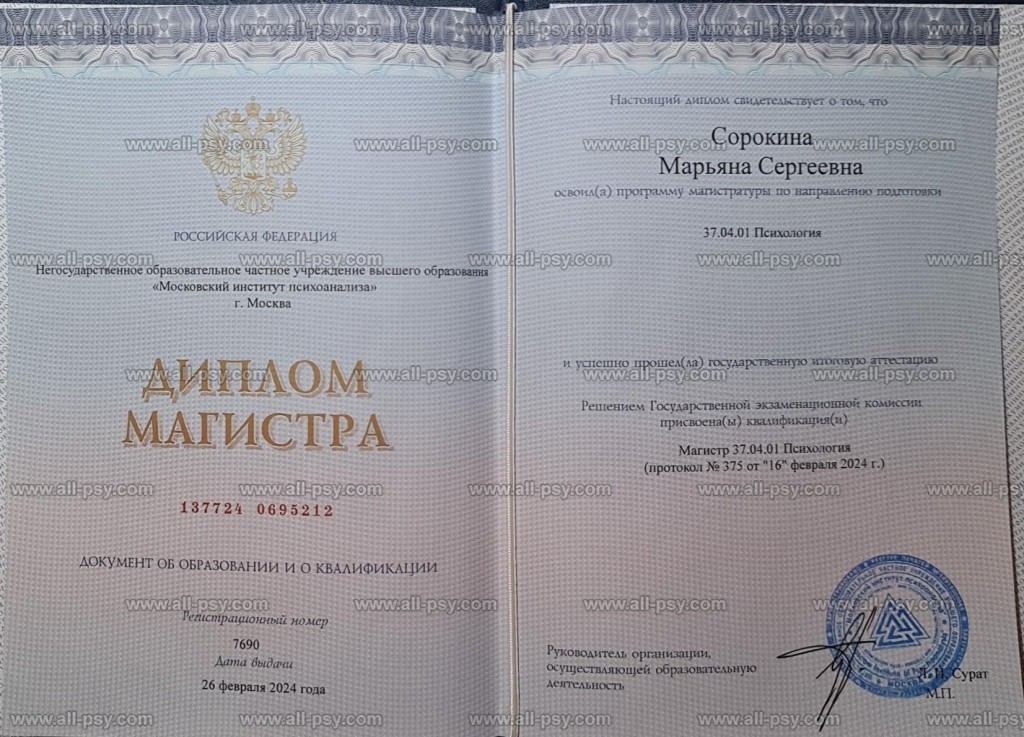 РОССИЙСКАЯ ФЕДЕРАЦИЯ
Негосударственное образовательное частное учреждение высшего образования
«Московский институт психоанализа»
г. Москва
ДИПЛОМ
МАГИСТРА
137724 0695212
ДОКУМЕНТ ОБ ОБРАЗОВАНИИ И О КВАЛИФИКАЦИИ
Регистрационный номер
7690
Дата выдачи
26 февраля 2024 года
Настоящий диплом свидетельствует о том, что
Сорокина
Марьяна Сергеевна
освоил(а) программу магистратуры по направлению подготовки
37.04.01 Психология
и успешно прошел(ла) государственную итоговую аттестацию
Решением Государственной экзаменационной комиссии
присвоена(ы) квалификация(и)
Магистр 37.04.01 Психология
(протокол № 375 от "16" февраля 2024 г.)
Руководитель организации,
осуществляющей образовательную
деятельность
Л. И. Сурат
М.П.
www.all-psy.com